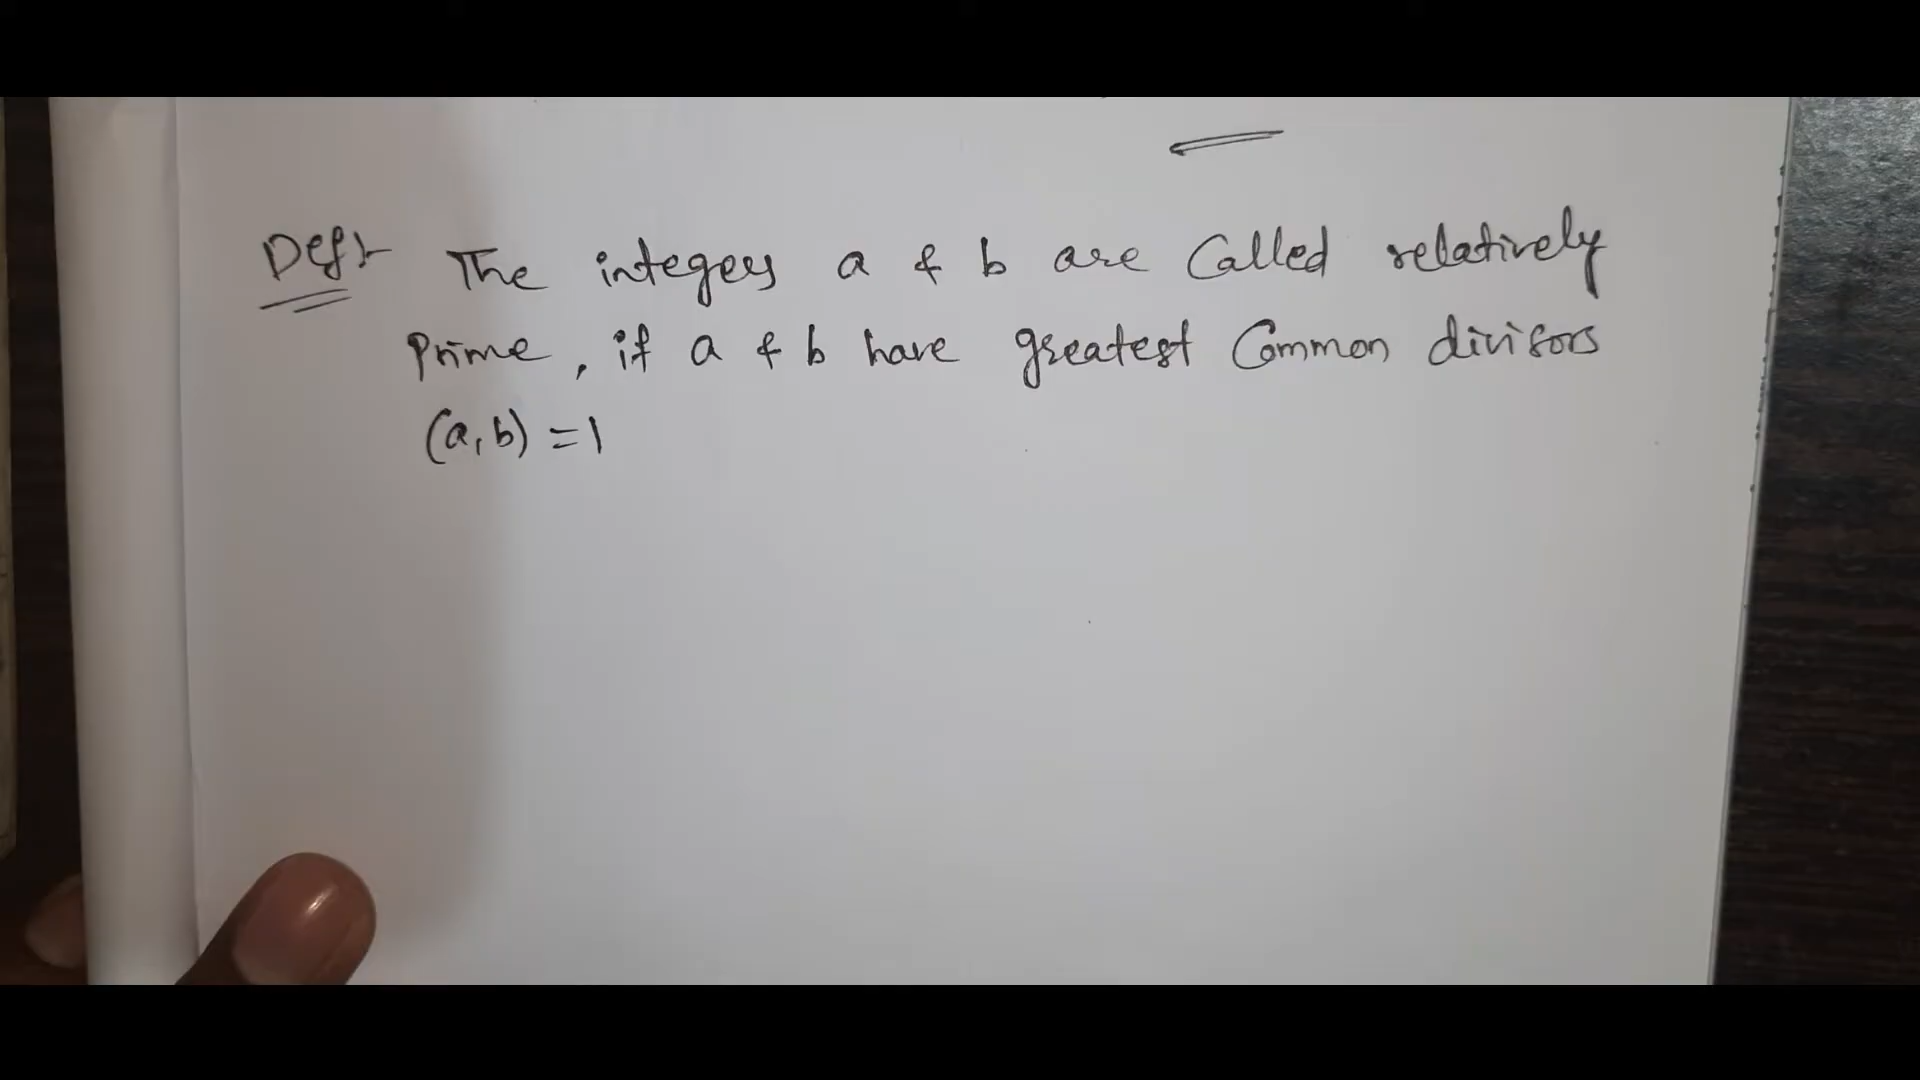 Def:- The integers a & b are Called relatively
Prime, if a & b have greatest Common divisors
(a, b) = 1